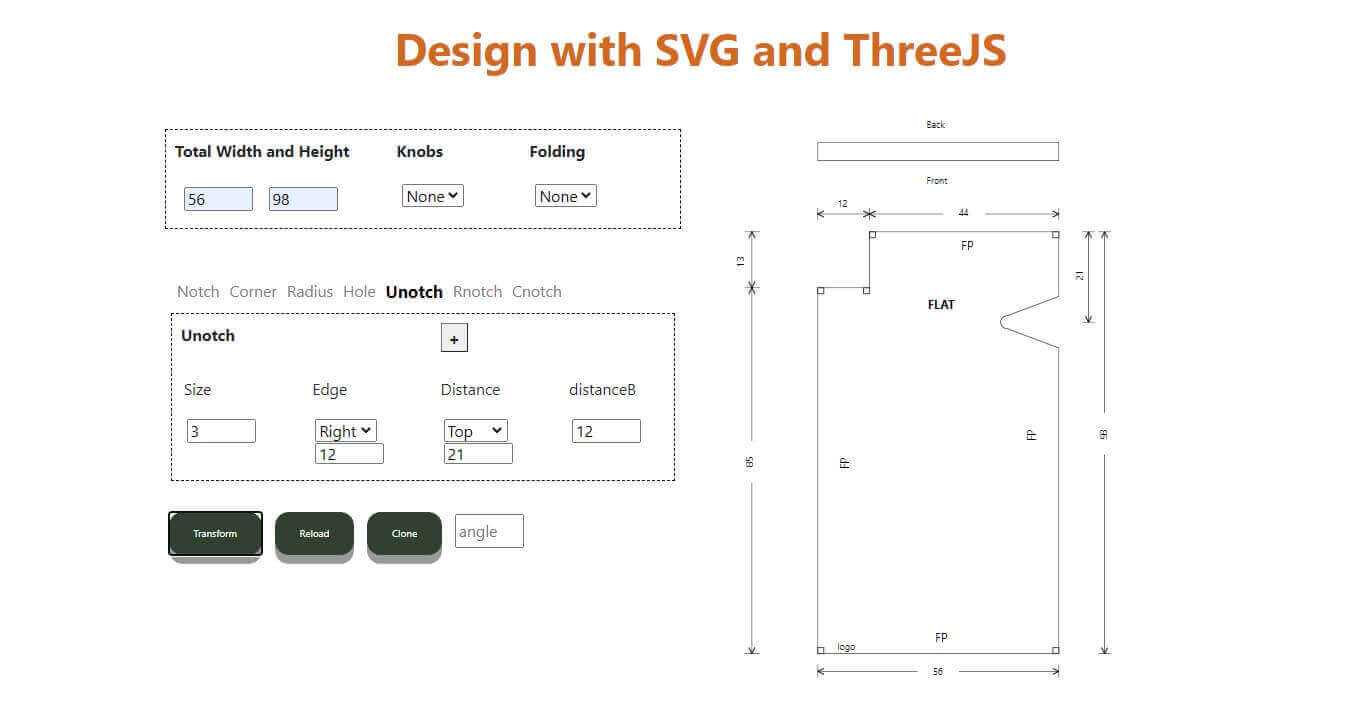 Design with SVG and ThreeJS
Total Width and Height Knobs Folding
56 98 None None
Notch Corner Radius Hole Unotch Rnotch Cnotch
Unotch +
Size Edge Distance distanceB
3 Right Top 12
12 21
Transform Reload Clone angle
Back
Front
12 44
FP
13 21
FLAT
FP 98
85 FP
FP
logo
56